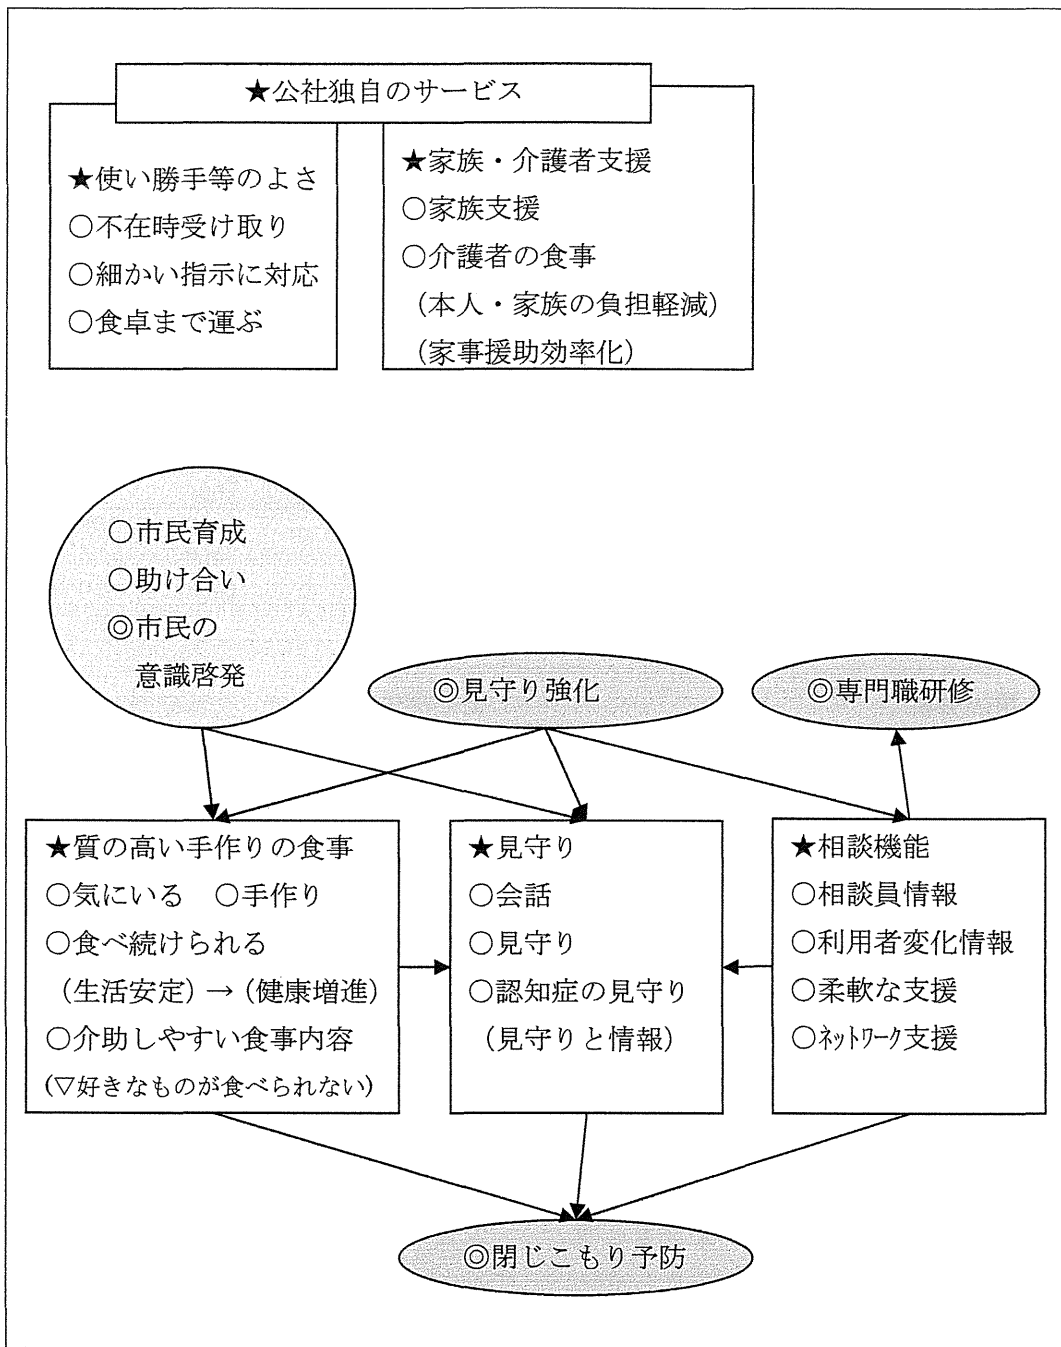 ★公社独自のサービス
★使い勝手等のよさ
○不在時受け取り
○細かい指示に対応
○食卓まで運ぶ
★家族・介護者支援
○家族支援
○介護者の食事
（本人・家族の負担軽減）
（家事援助効率化）
○市民育成
○助け合い
◎市民の
意識啓発
◎見守り強化
◎専門職研修
★質の高い手作りの食事
○気にいる　○手作り
○食べ続けられる
（生活安定）→（健康増進）
○介助しやすい食事内容
（▽好きなものが食べられない）
★見守り
○会話
○見守り
○認知症の見守り
（見守りと情報）
★相談機能
○相談員情報
○利用者変化情報
○柔軟な支援
○ﾈｯﾄﾜｰｸ支援
◎閉じこもり予防